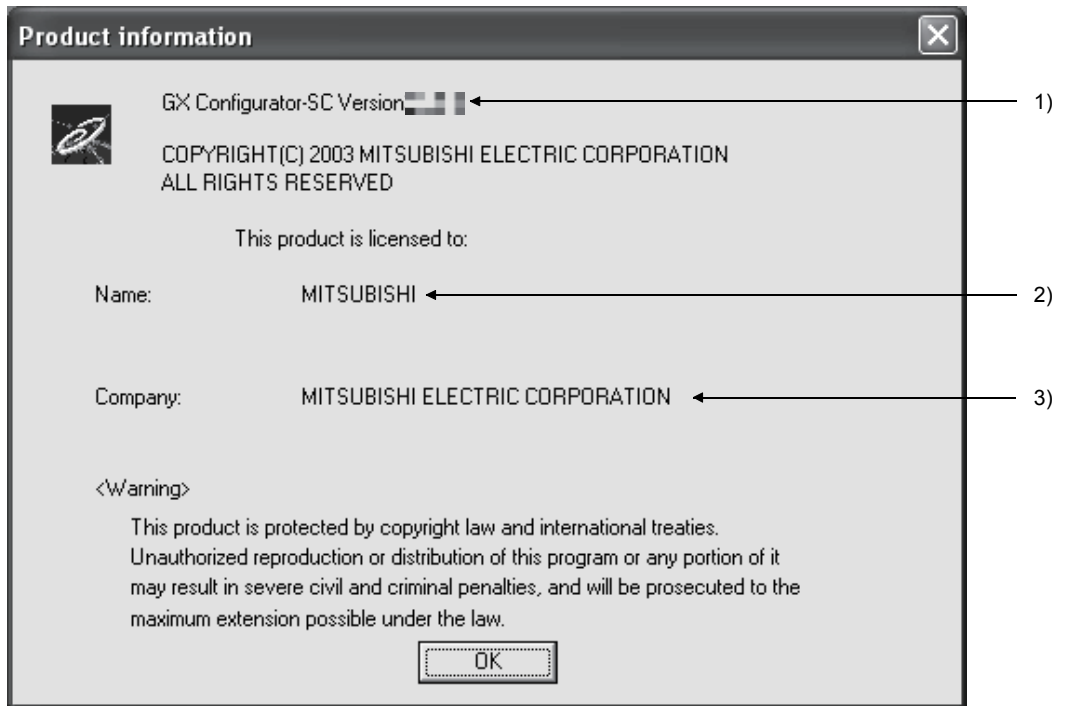 Product information
GX Configurator-SC Version
1)
COPYRIGHT(C) 2003 MITSUBISHI ELECTRIC CORPORATION
ALL RIGHTS RESERVED
This product is licensed to:
Name: MITSUBISHI
2)
Company: MITSUBISHI ELECTRIC CORPORATION
3)
<Warning>
This product is protected by copyright law and international treaties.
Unauthorized reproduction or distribution of this program or any portion of it
may result in severe civil and criminal penalties, and will be prosecuted to the
maximum extension possible under the law.
OK